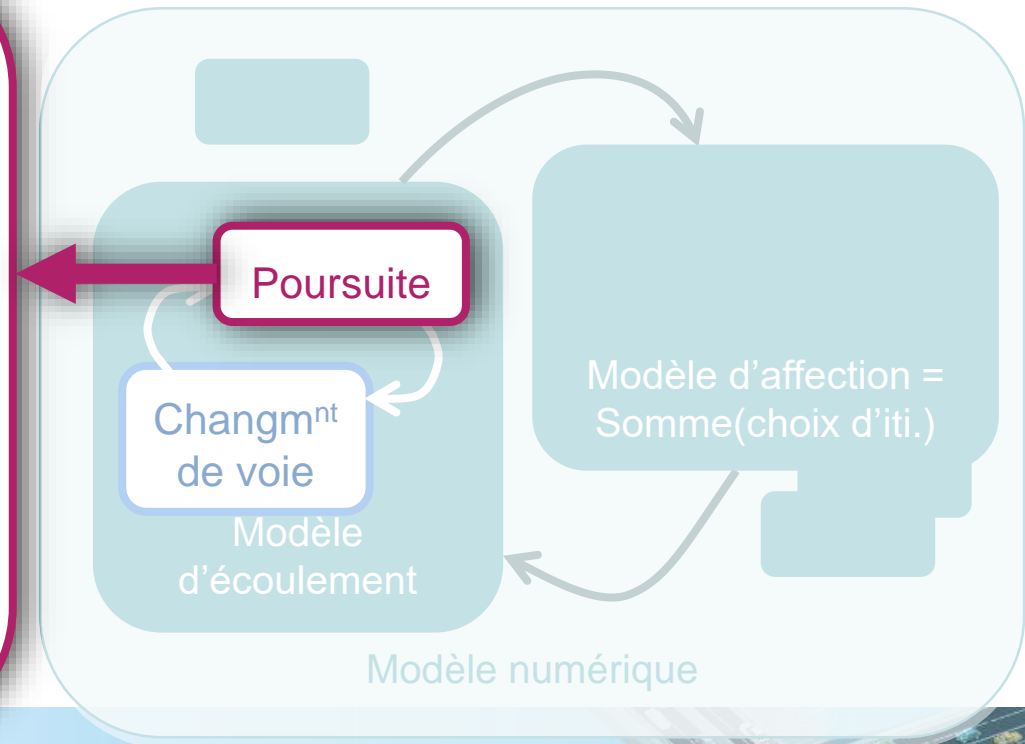 Poursuite
Changmnt
de voie
Modèle
d'écoulement
Modèle d'affection =
Somme(choix d'iti.)
Modèle numérique